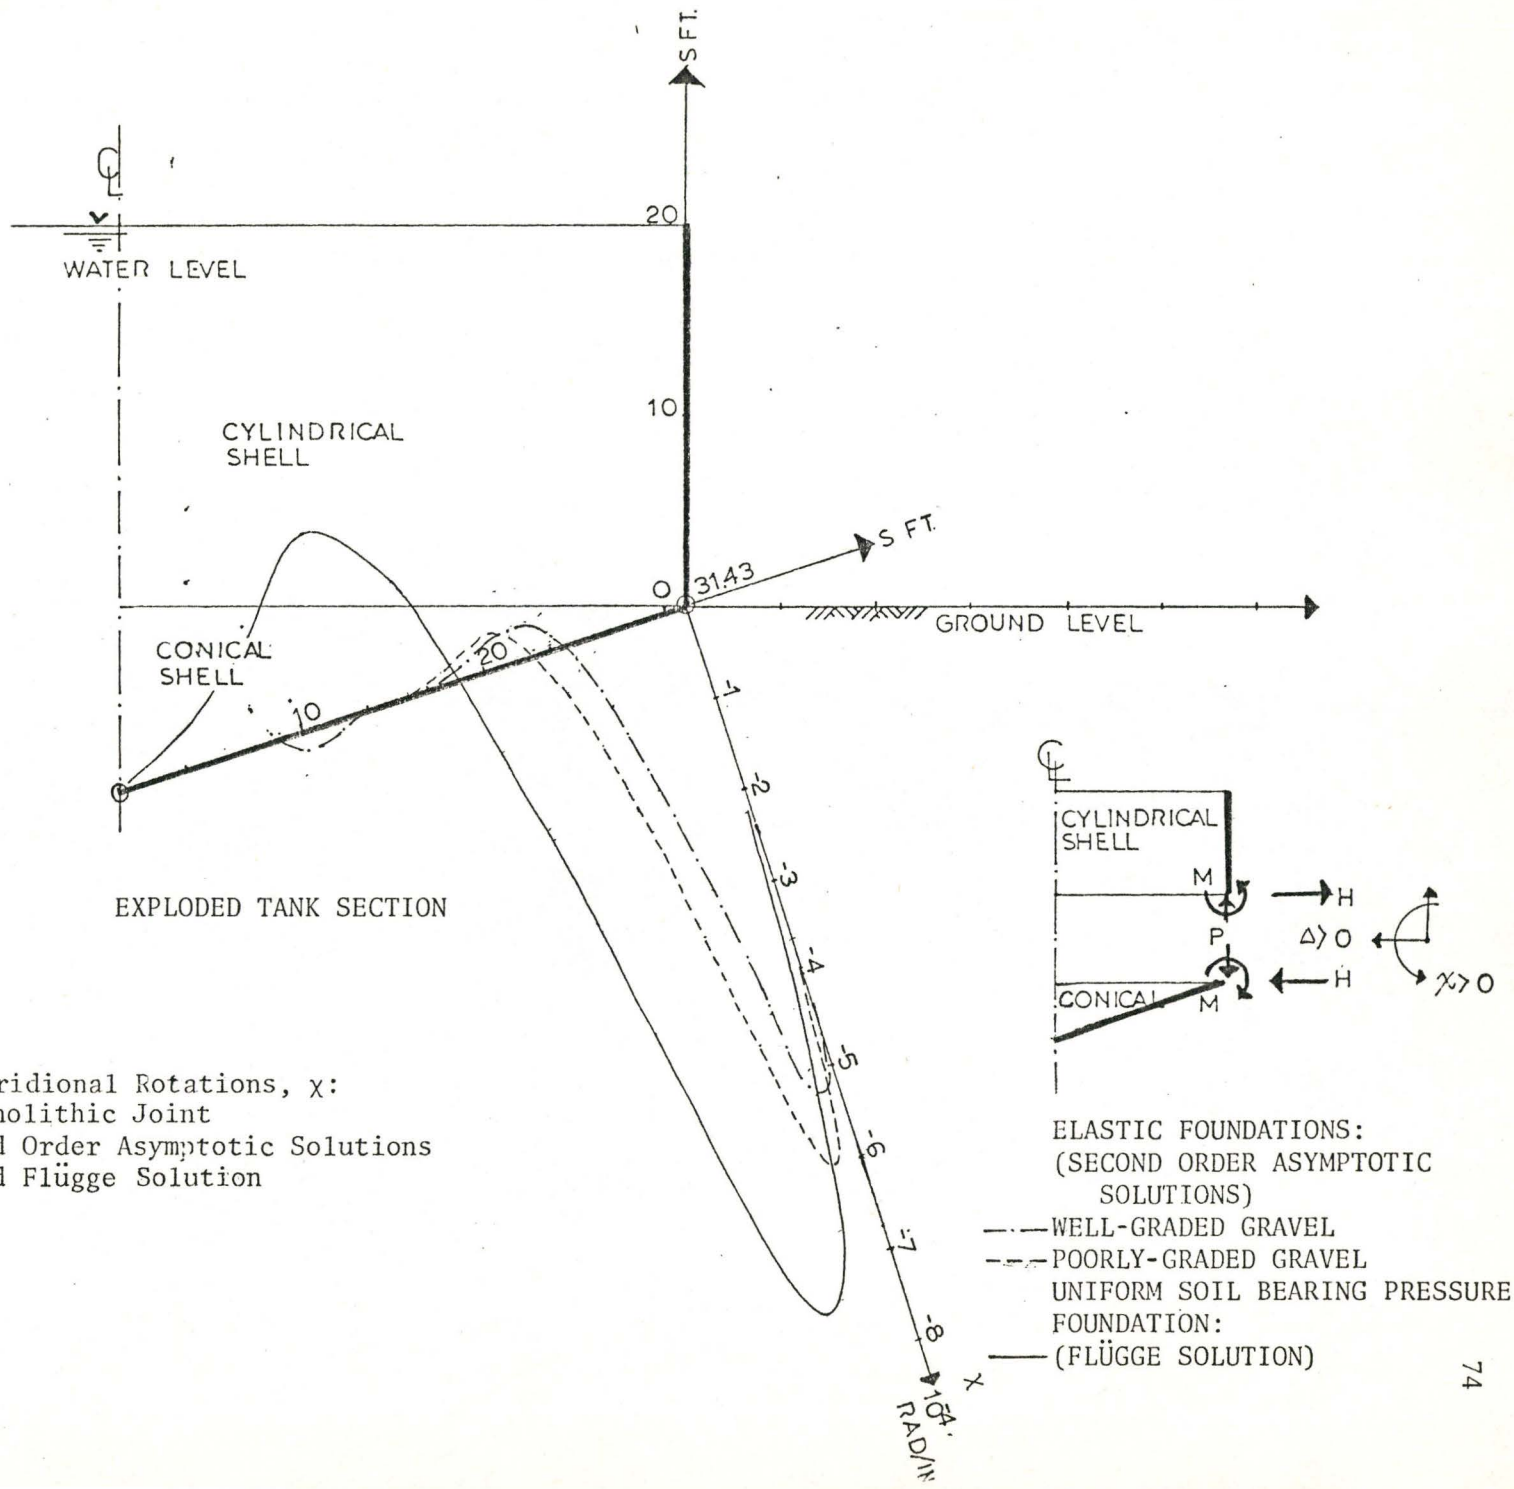 S FT.
℄
20
WATER LEVEL
10
CYLINDRICAL
SHELL
S FT.
31.43
0
GROUND LEVEL
CONICAL
SHELL
20
10
-1
-2
-3
-4
-5
-6
-7
-8
χ
10⁻⁴,
RAD/IN
EXPLODED TANK SECTION
℄
CYLINDRICAL
SHELL
M
H
P
Δ>0
H
CONICAL
M
χ>0
ridional Rotations, χ:
nolithic Joint
d Order Asymptotic Solutions
d Flügge Solution
ELASTIC FOUNDATIONS:
(SECOND ORDER ASYMPTOTIC
SOLUTIONS)
WELL-GRADED GRAVEL
POORLY-GRADED GRAVEL
UNIFORM SOIL BEARING PRESSURE
FOUNDATION:
(FLÜGGE SOLUTION)
74